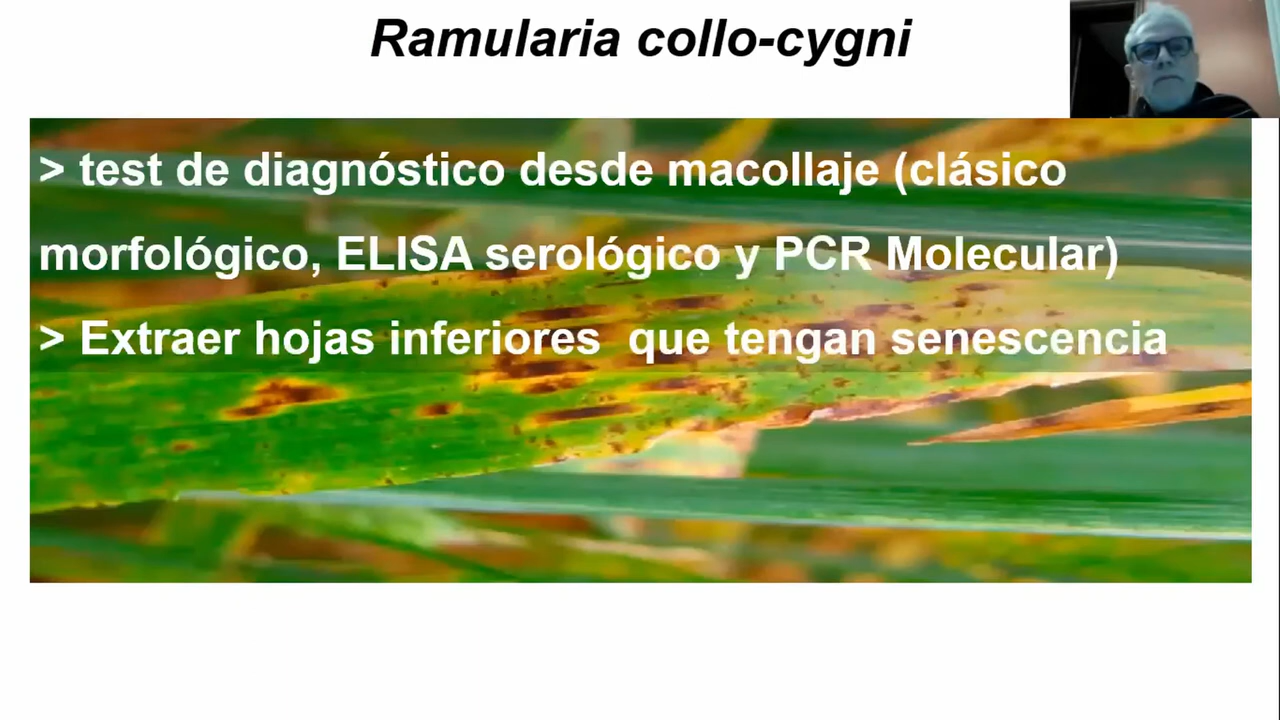 Ramularia collo-cygni
> test de diagnóstico desde macollaje (clásico
morfológico, ELISA serológico y PCR Molecular)
> Extraer hojas inferiores  que tengan senescencia